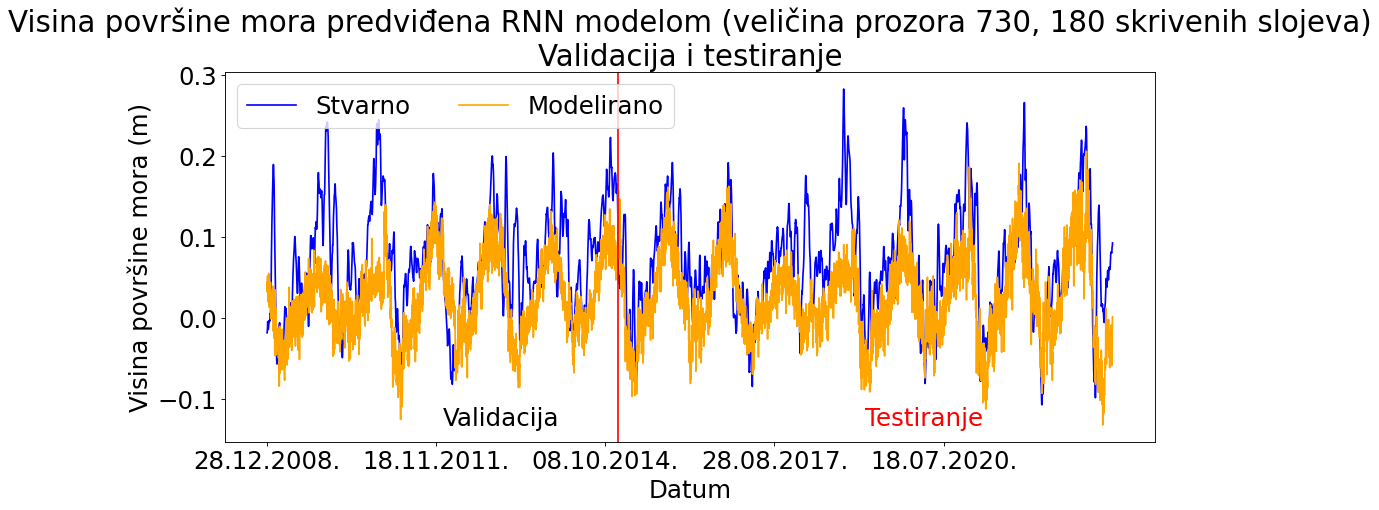 Visina površine mora predviđena RNN modelom (veličina prozora 730, 180 skrivenih slojeva)
Validacija i testiranje
Stvarno
Modelirano
Visina površine mora (m)
0.3
0.2
0.1
0.0
−0.1
Validacija
Testiranje
28.12.2008.
18.11.2011.
08.10.2014.
28.08.2017.
18.07.2020.
Datum